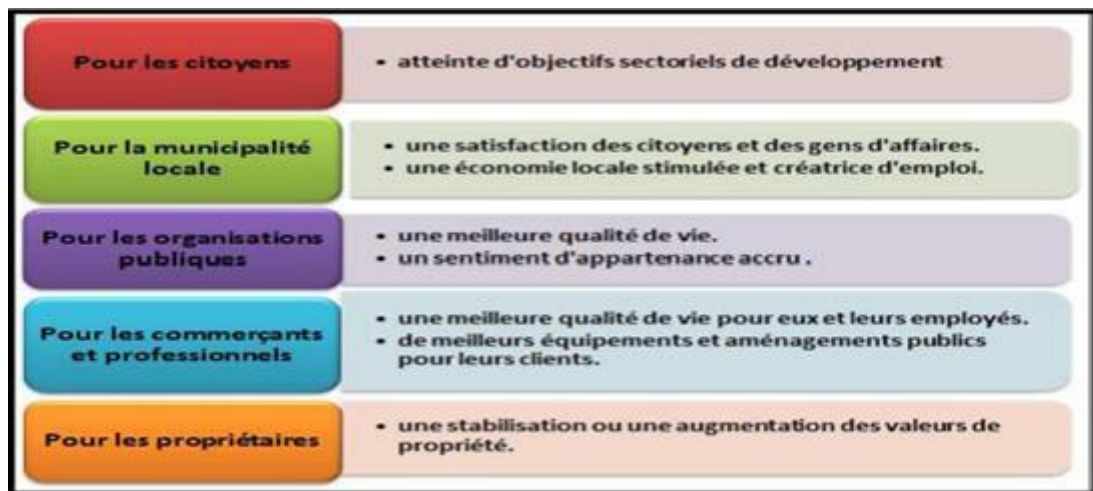 Pour les citoyens
• atteinte d'objectifs sectoriels de développement
Pour la municipalité
locale
• une satisfaction des citoyens et des gens d'affaires.
• une économie locale stimulée et créatrice d'emploi.
Pour les organisations
publiques
• une meilleure qualité de vie.
• un sentiment d'appartenance accru .
Pour les commerçants
et professionnels
• une meilleure qualité de vie pour eux et leurs employés.
• de meilleurs équipements et aménagements publics
pour leurs clients.
Pour les propriétaires
• une stabilisation ou une augmentation des valeurs de
propriété.